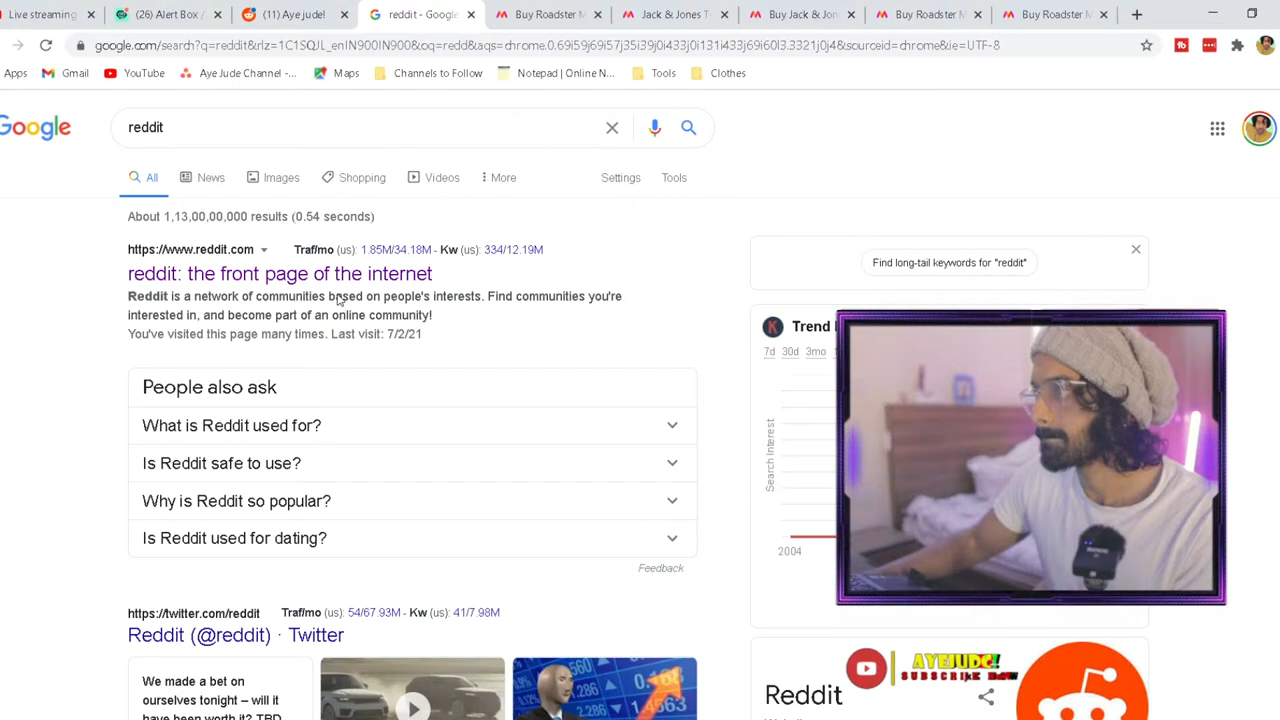 Live streaming
(26) Alert Box /
(11) Aye jude!
reddit - Google
Buy Roadster M
Jack & Jones T
Buy Jack & Jon
Buy Roadster M
Buy Roadster M
google.com/search?q=reddit&rlz=1C1SQJL_enIN900IN900&oq=redd&aqs=chrome.0.69i59j69i57j35i39j0i433j0i131i433j69i60l3.3321j0j4&sourceid=chrome&ie=UTF-8
Apps Gmail YouTube Aye Jude Channel -... Maps Channels to Follow Notepad | Online N... Tools Clothes
Google
reddit
All News Images Shopping Videos More Settings Tools
About 1,13,00,00,000 results (0.54 seconds)
https://www.reddit.com Traf/mo (us): 1.85M/34.18M - Kw (us): 334/12.19M
reddit: the front page of the internet
Reddit is a network of communities based on people's interests. Find communities you're
interested in, and become part of an online community!
You've visited this page many times. Last visit: 7/2/21
People also ask
What is Reddit used for?
Is Reddit safe to use?
Why is Reddit so popular?
Is Reddit used for dating?
Feedback
https://twitter.com/reddit Traf/mo (us): 54/67.93M - Kw (us): 41/7.98M
Reddit (@reddit) · Twitter
We made a bet on
ourselves tonight – will it
have been worth it? TBD
Find long-tail keywords for "reddit"
K Trend
7d 30d 3mo
Search Interest
2004
AYEJUDE!
SUBSCRIBE NOW
Reddit